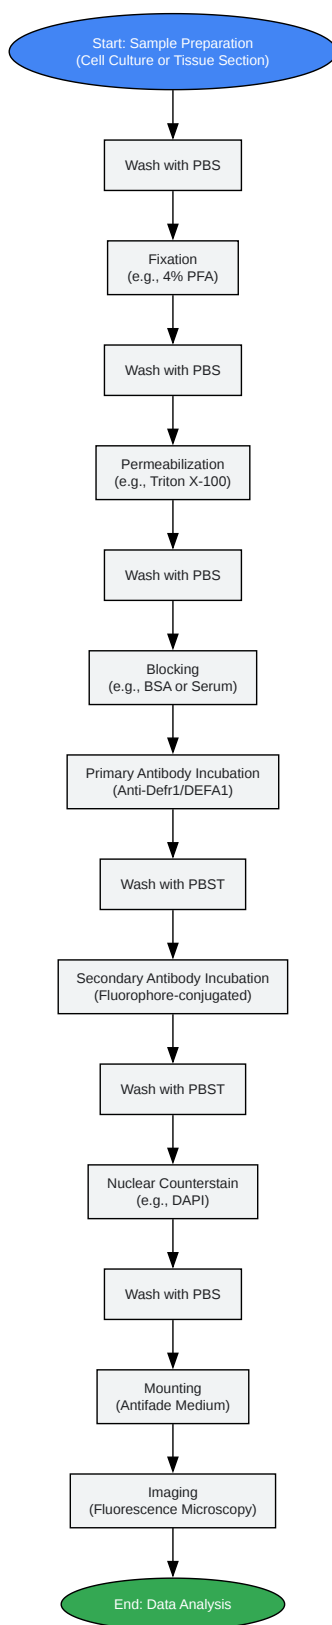 Start: Sample Preparation
(Cell Culture or Tissue Section)
Wash with PBS
Fixation
(e.g., 4% PFA)
Wash with PBS
Permeabilization
(e.g., Triton X-100)
Wash with PBS
Blocking
(e.g., BSA or Serum)
Primary Antibody Incubation
(Anti-Defr1/DEFA1)
Wash with PBST
Secondary Antibody Incubation
(Fluorophore-conjugated)
Wash with PBST
Nuclear Counterstain
(e.g., DAPI)
Wash with PBS
Mounting
(Antifade Medium)
Imaging
(Fluorescence Microscopy)
End: Data Analysis